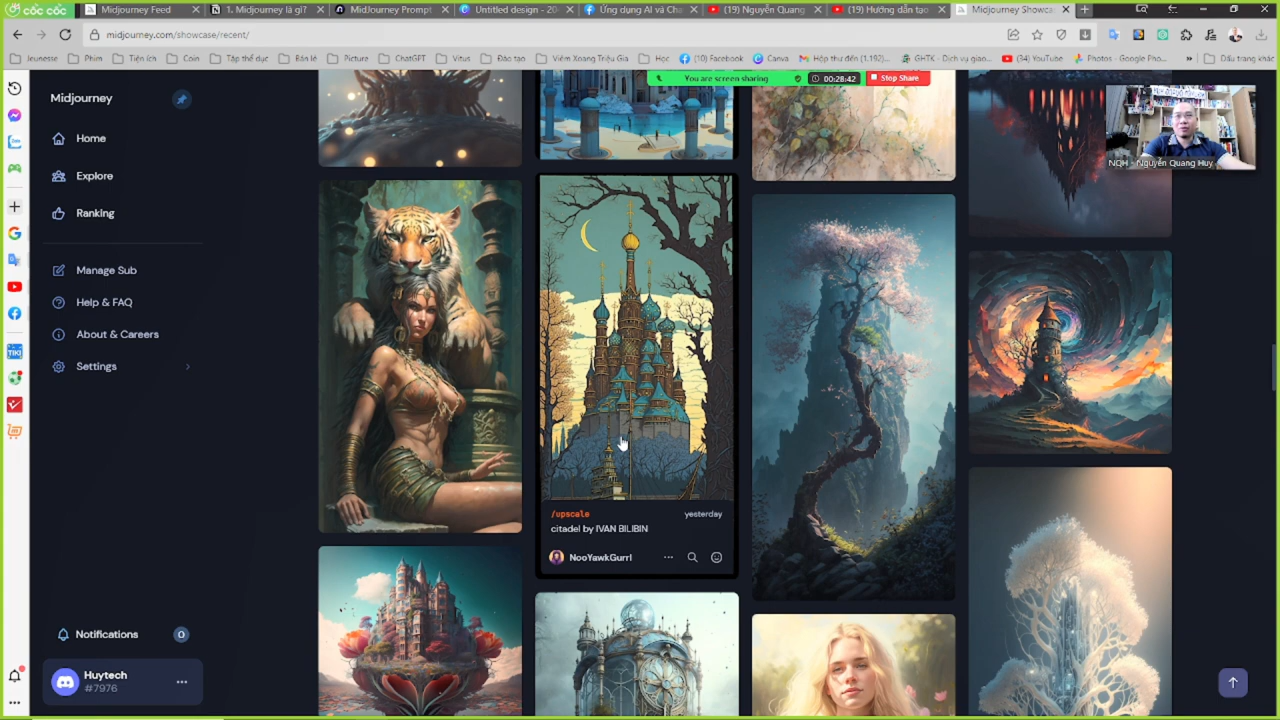 cốc cốc
Midjourney Feed
1. Midjourney là gì?
MidJourney Prompt
Untitled design - 20
Ứng dụng AI và Cha
(19) Nguyễn Quang
(19) Hướng dẫn tạo
Midjourney Showca
midjourney.com/showcase/recent/
Jeunesse
Phim
Tiện ích
Coin
Tập thể dục
Bán lẻ
Picture
ChatGPT
Vitus
Đào tạo
Viêm Xoang Triệu Gia
Học
(10) Facebook
Canva
Hộp thư đến (1.192)...
GHTK - Dịch vụ giao...
(34) YouTube
Photos - Google Pho...
Dấu trang khác
You are screen sharing
00:28:42
Stop Share
Midjourney
Home
Explore
Ranking
Manage Sub
Help & FAQ
About & Careers
Settings
TIKI
NQH - Nguyễn Quang Huy
/upscale
yesterday
citadel by IVAN BILIBIN
NooYawkGurrl
Notifications
0
Huytech
#7976